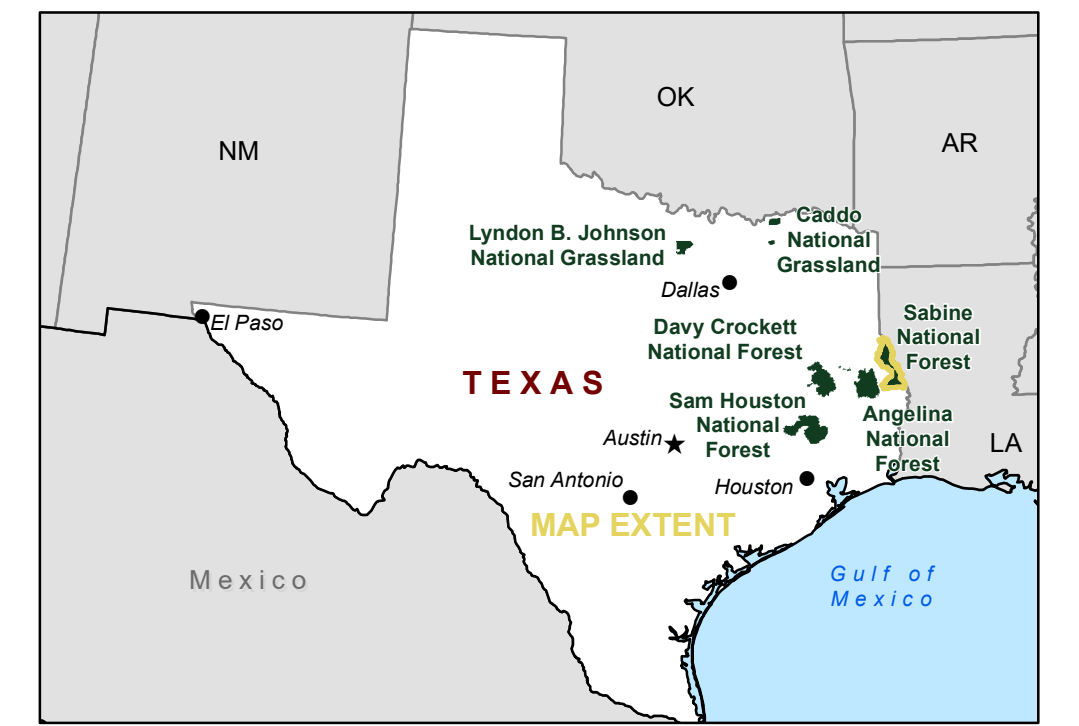 OK
AR
NM
Caddo
National
Grassland
Lyndon B. Johnson
National Grassland
Dallas
El Paso
Sabine
National
Forest
Davy Crockett
National Forest
TEXAS
Sam Houston
National
Forest
Angelina
National
Forest
Austin
LA
San Antonio
Houston
MAP EXTENT
Mexico
Gulf of
Mexico